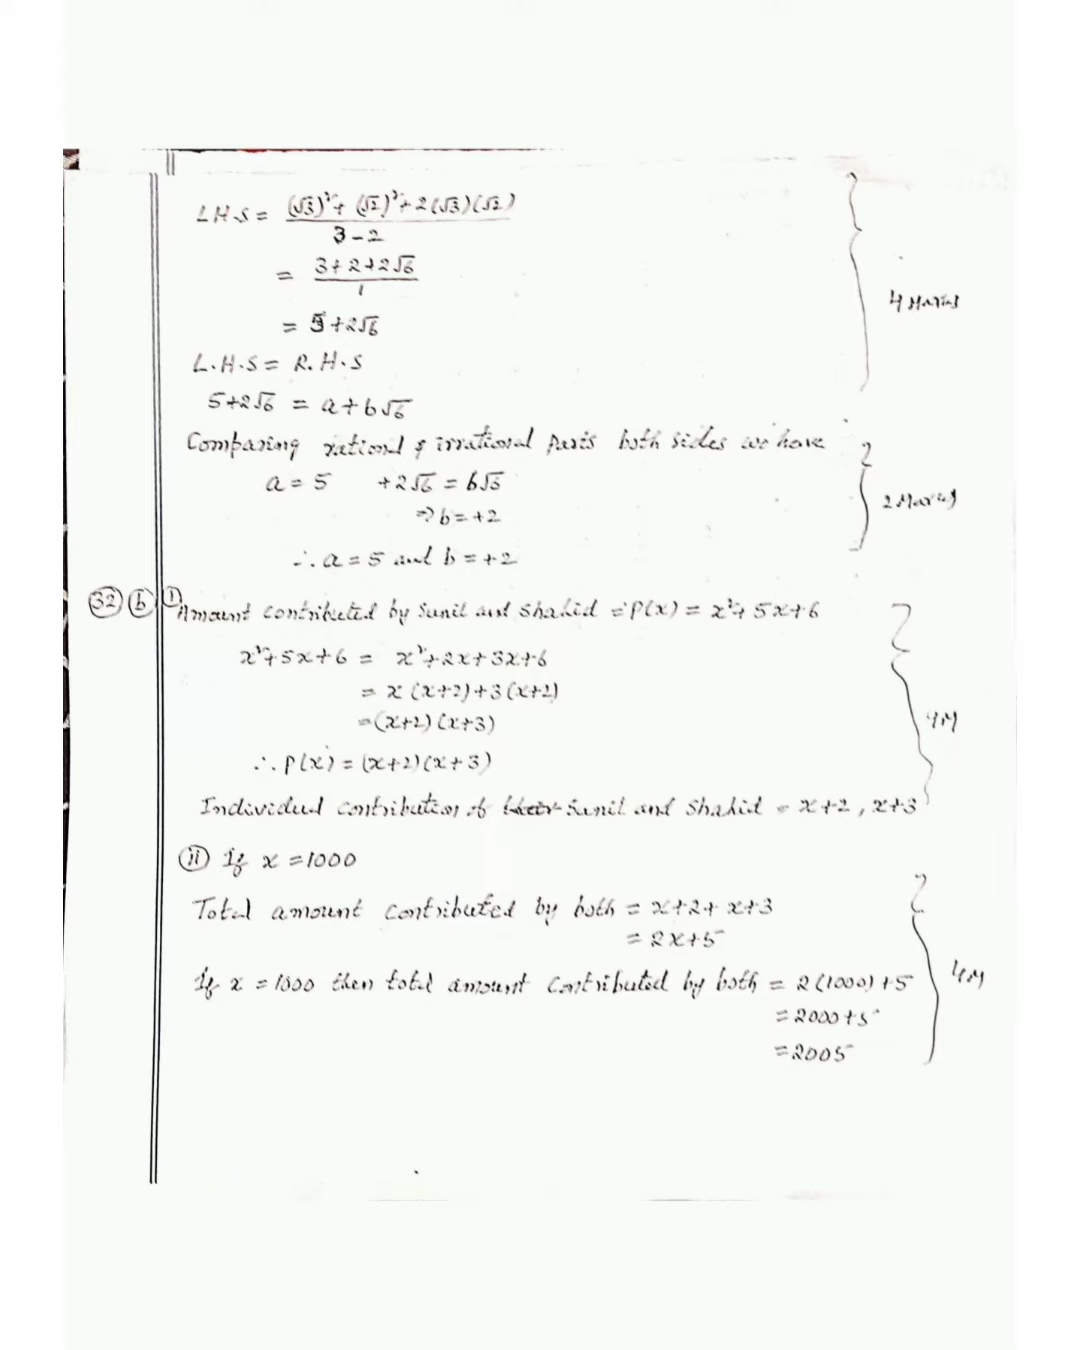 L.H.S = (√3)² + (√2)² + 2(√3)(√2) / 3 - 2
= 3+2+2√6 / 1
= 5+2√6
4 Marks
L.H.S = R.H.S
5+2√6 = a+b√6
Comparing rational & irrational parts both sides we have
a = 5 +2√6 = b√6
2 Marks
⇒ b = +2
∴ a = 5 and b = +2
32 b i Amount contributed by Sunil and Shahid = P(x) = x²+5x+6
x²+5x+6 = x²+2x+3x+6
= x(x+2)+3(x+2)
= (x+2)(x+3)
4M
∴ P(x) = (x+2)(x+3)
Individual contribution of Sunil and Shahid = x+2, x+3
ii If x = 1000
Total amount contributed by both = x+2+x+3
= 2x+5
If x = 1000 then total amount contributed by both = 2(1000)+5
4M
= 2000+5
= 2005